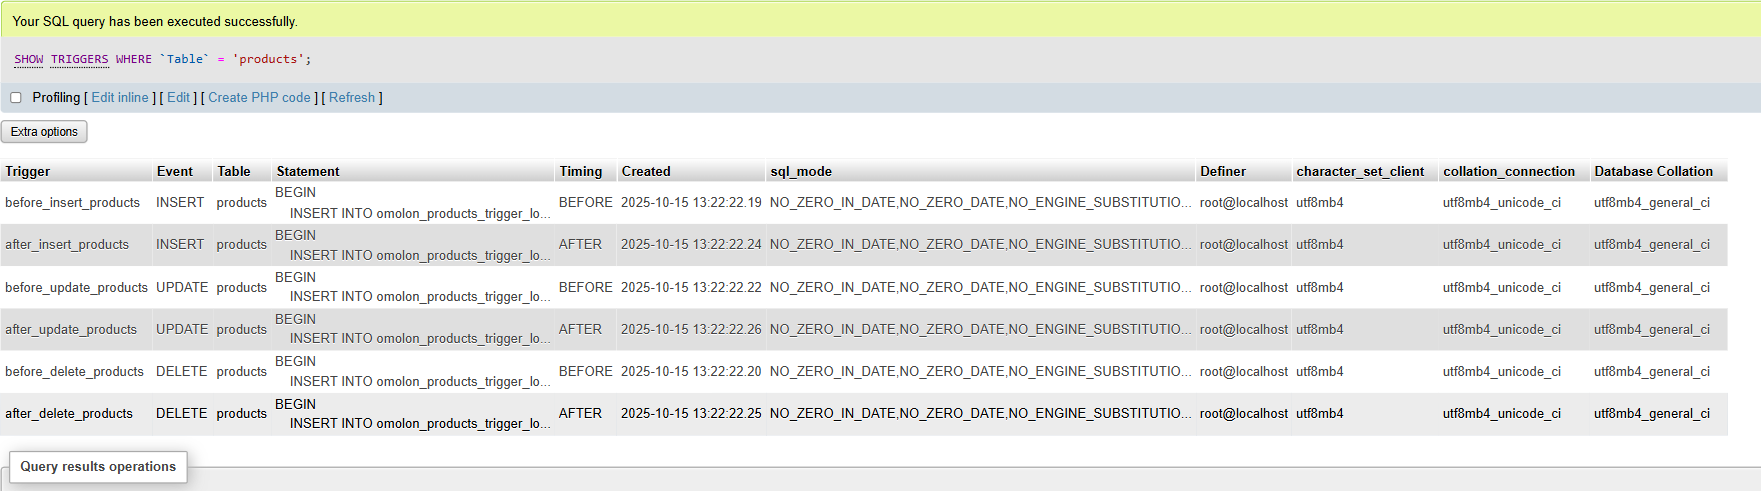 Your SQL query has been executed successfully.
SHOW TRIGGERS WHERE `Table` = 'products';
Profiling [ Edit inline ] [ Edit ] [ Create PHP code ] [ Refresh ]
Extra options
Trigger Event Table Statement Timing Created sql_mode Definer character_set_client collation_connection Database Collation
before_insert_products INSERT products BEGIN INSERT INTO omolon_products_trigger_lo... BEFORE 2025-10-15 13:22:22.19 NO_ZERO_IN_DATE,NO_ZERO_DATE,NO_ENGINE_SUBSTITUTIO... root@localhost utf8mb4 utf8mb4_unicode_ci utf8mb4_general_ci
after_insert_products INSERT products BEGIN INSERT INTO omolon_products_trigger_lo... AFTER 2025-10-15 13:22:22.24 NO_ZERO_IN_DATE,NO_ZERO_DATE,NO_ENGINE_SUBSTITUTIO... root@localhost utf8mb4 utf8mb4_unicode_ci utf8mb4_general_ci
before_update_products UPDATE products BEGIN INSERT INTO omolon_products_trigger_lo... BEFORE 2025-10-15 13:22:22.22 NO_ZERO_IN_DATE,NO_ZERO_DATE,NO_ENGINE_SUBSTITUTIO... root@localhost utf8mb4 utf8mb4_unicode_ci utf8mb4_general_ci
after_update_products UPDATE products BEGIN INSERT INTO omolon_products_trigger_lo... AFTER 2025-10-15 13:22:22.26 NO_ZERO_IN_DATE,NO_ZERO_DATE,NO_ENGINE_SUBSTITUTIO... root@localhost utf8mb4 utf8mb4_unicode_ci utf8mb4_general_ci
before_delete_products DELETE products BEGIN INSERT INTO omolon_products_trigger_lo... BEFORE 2025-10-15 13:22:22.20 NO_ZERO_IN_DATE,NO_ZERO_DATE,NO_ENGINE_SUBSTITUTIO... root@localhost utf8mb4 utf8mb4_unicode_ci utf8mb4_general_ci
after_delete_products DELETE products BEGIN INSERT INTO omolon_products_trigger_lo... AFTER 2025-10-15 13:22:22.25 NO_ZERO_IN_DATE,NO_ZERO_DATE,NO_ENGINE_SUBSTITUTIO... root@localhost utf8mb4 utf8mb4_unicode_ci utf8mb4_general_ci
Query results operations